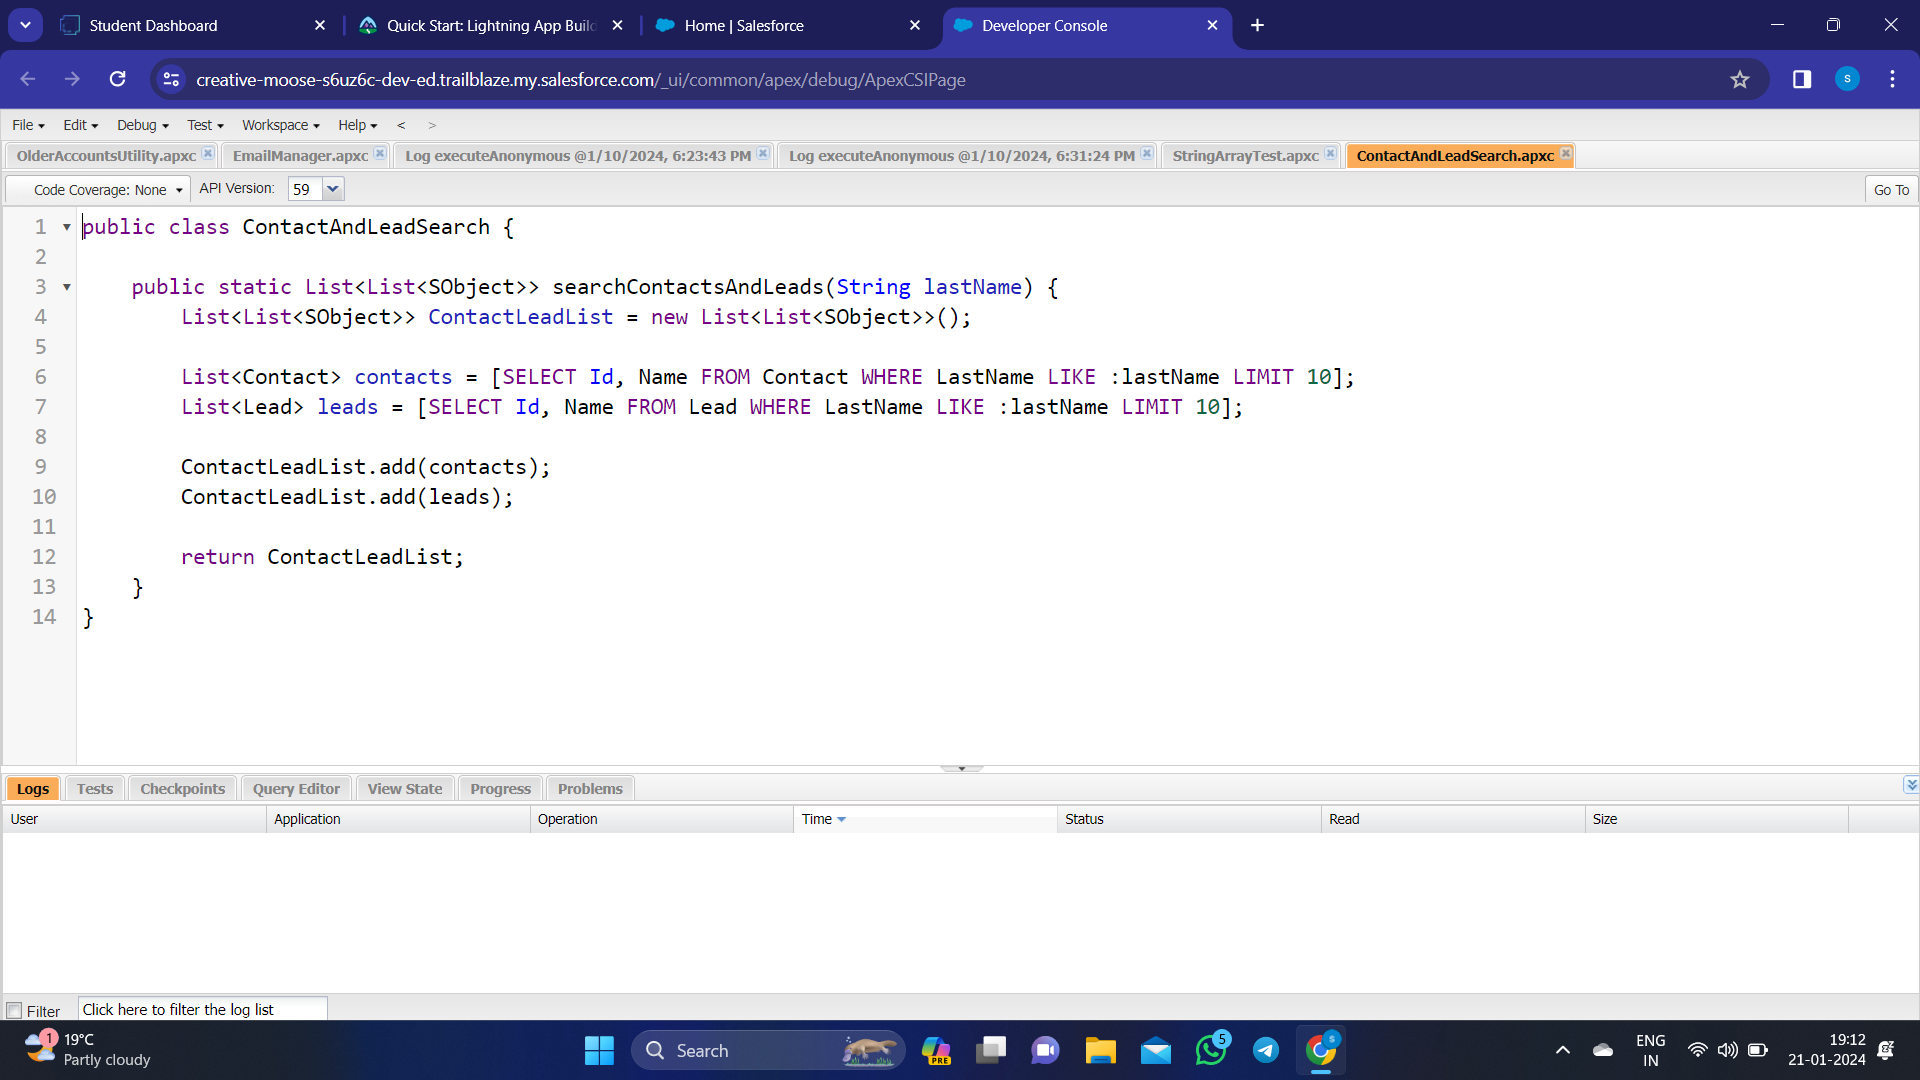 Student Dashboard
Quick Start: Lightning App Buil
Home | Salesforce
Developer Console
creative-moose-s6uz6c-dev-ed.trailblaze.my.salesforce.com/_ui/common/apex/debug/ApexCSIPage
S
File Edit Debug Test Workspace Help < >
OlderAccountsUtility.apxc
EmailManager.apxc
Log executeAnonymous @1/10/2024, 6:23:43 PM
Log executeAnonymous @1/10/2024, 6:31:24 PM
StringArrayTest.apxc
ContactAndLeadSearch.apxc
Code Coverage: None API Version: 59 Go To
1 public class ContactAndLeadSearch {
2
3 public static List<List<SObject>> searchContactsAndLeads(String lastName) {
4 List<List<SObject>> ContactLeadList = new List<List<SObject>>();
5
6 List<Contact> contacts = [SELECT Id, Name FROM Contact WHERE LastName LIKE :lastName LIMIT 10];
7 List<Lead> leads = [SELECT Id, Name FROM Lead WHERE LastName LIKE :lastName LIMIT 10];
8
9 ContactLeadList.add(contacts);
10 ContactLeadList.add(leads);
11
12 return ContactLeadList;
13 }
14 }
Logs Tests Checkpoints Query Editor View State Progress Problems
User Application Operation Time Status Read Size
Filter Click here to filter the log list
1
19°C
Partly cloudy
Search
PRE
5
S
ENG
IN
19:12
21-01-2024